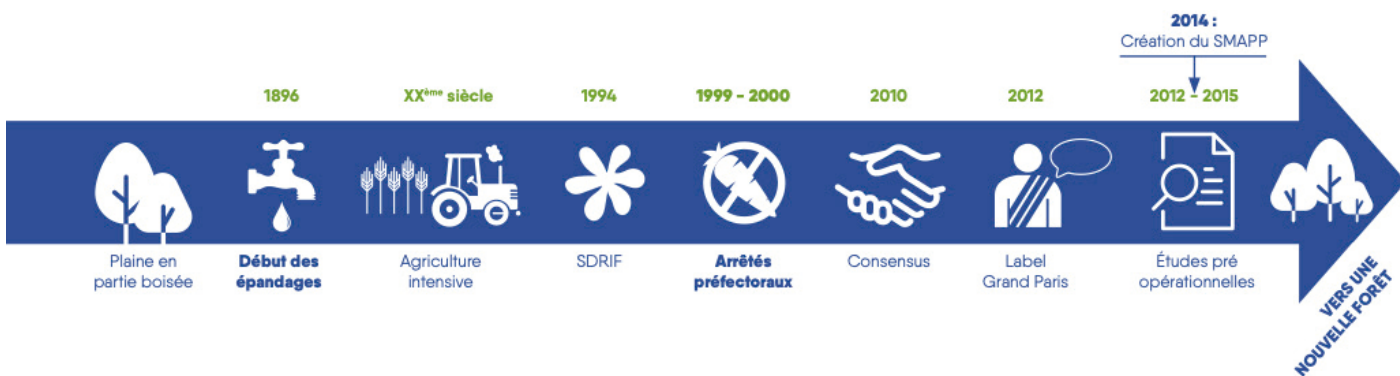 2014 :
Création du SMAPP
1896
XXème siècle
1994
1999 - 2000
2010
2012
2012 - 2015
Plaine en
partie boisée
Début des
épandages
Agriculture
intensive
SDRIF
Arrêtés
préfectoraux
Consensus
Label
Grand Paris
Études pré
opérationnelles
VERS UNE
NOUVELLE FORÊT